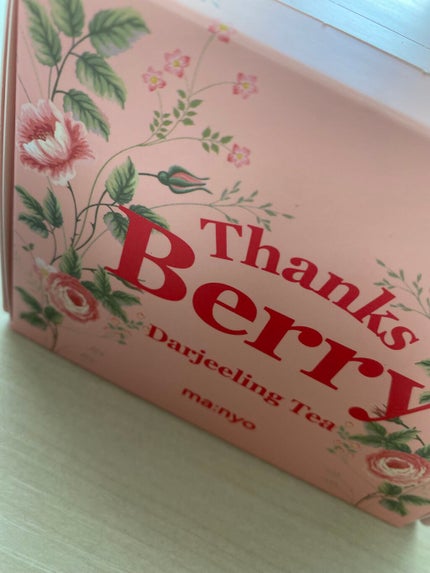 Thanks
Berry
Darjeeling Tea
ma:nyo